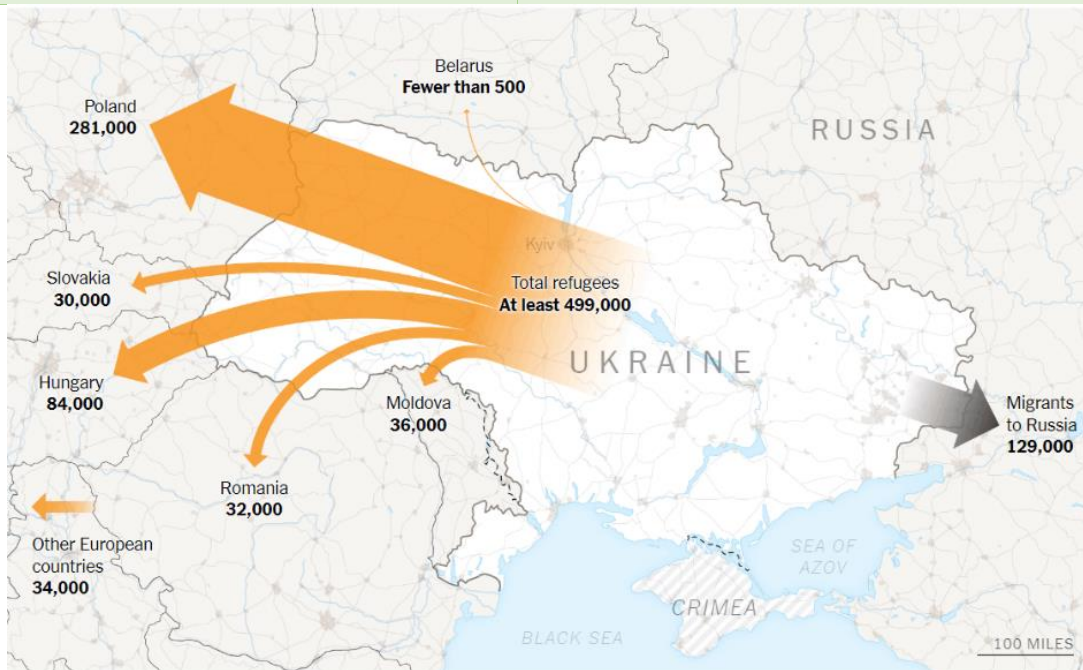 Belarus
Fewer than 500
Poland
281,000
RUSSIA
Kyiv
Slovakia
30,000
Total refugees
At least 499,000
UKRAINE
Hungary
84,000
Moldova
36,000
Migrants
to Russia
129,000
Romania
32,000
Other European
countries
34,000
SEA OF
AZOV
CRIMEA
BLACK SEA
100 MILES